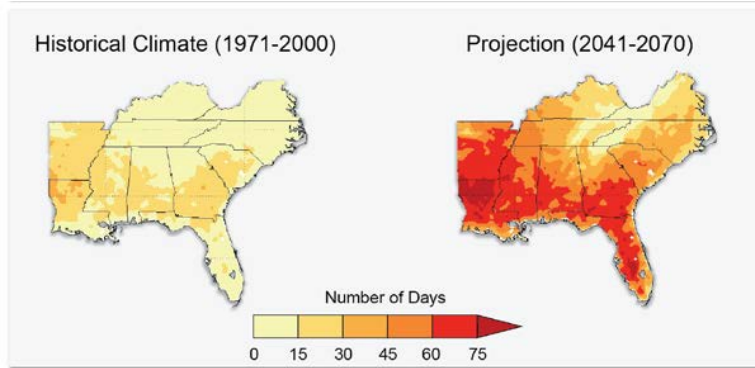 Historical Climate (1971-2000)
Projection (2041-2070)
Number of Days
0 15 30 45 60 75